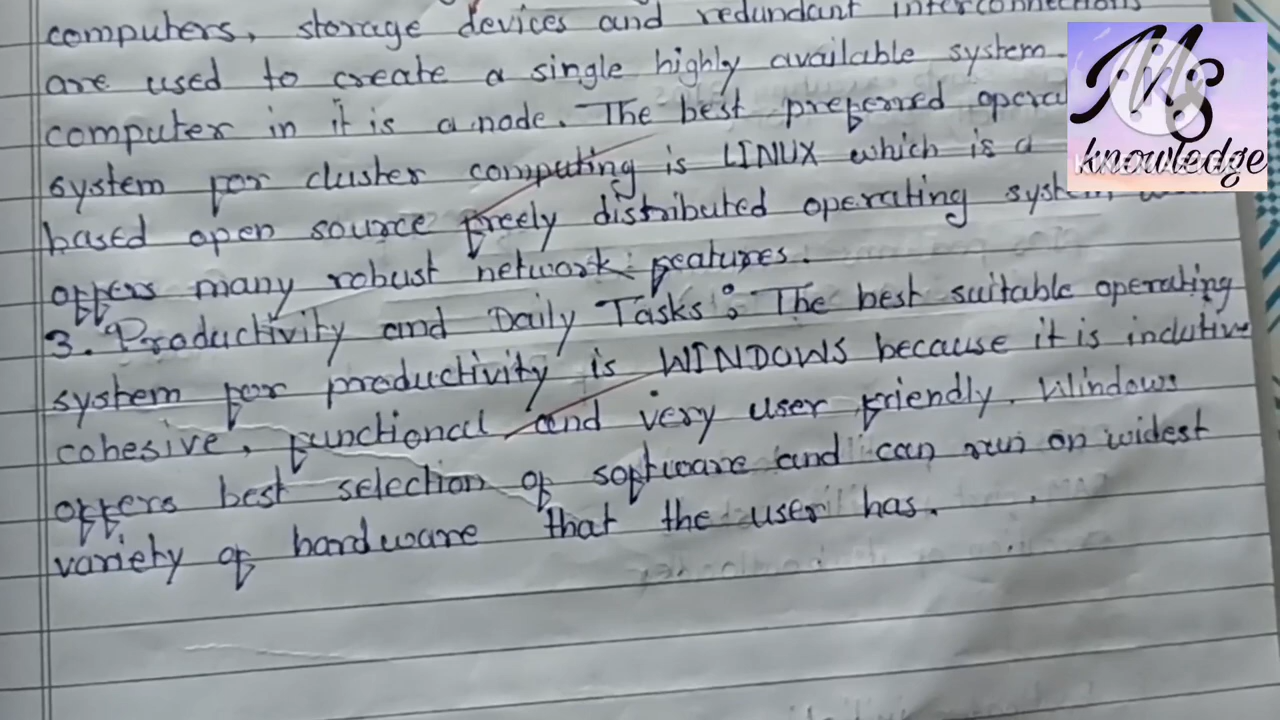 computers, storage devices and redundant interconnections
are used to create a single highly available system.
computer in it is a node. The best preferred opera
system for cluster computing is LINUX which is a
based open source freely distributed operating system,
offers many robust network features.
3. Productivity and Daily Tasks : The best suitable operating
system for productivity is WINDOWS because it is inclutive
cohesive, functional and very user friendly. Windows
offers best selection of software and can run on widest
variety of hardware that the user has.
MS
knowledge